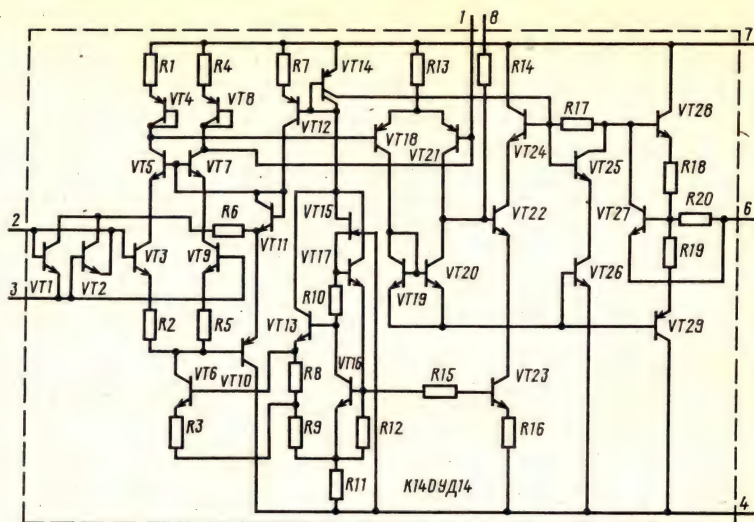 1 8
7
R1 R4 R7 VT14 R13 R14
VT4 VT8 VT12 R17 VT28
VT18 VT21 VT24 VT25 R18
VT5 VT7
R6 VT15 VT22 VT27 R20 6
2 VT11 R19
VT3 VT9 VT17 VT19 VT20 VT26
3 VT1 VT2
R10 VT29
R2 R5 VT13
VT6 VT10 R8 VT16 R15 VT23
R3 R9 R12 R16
R11 К140УД14
4